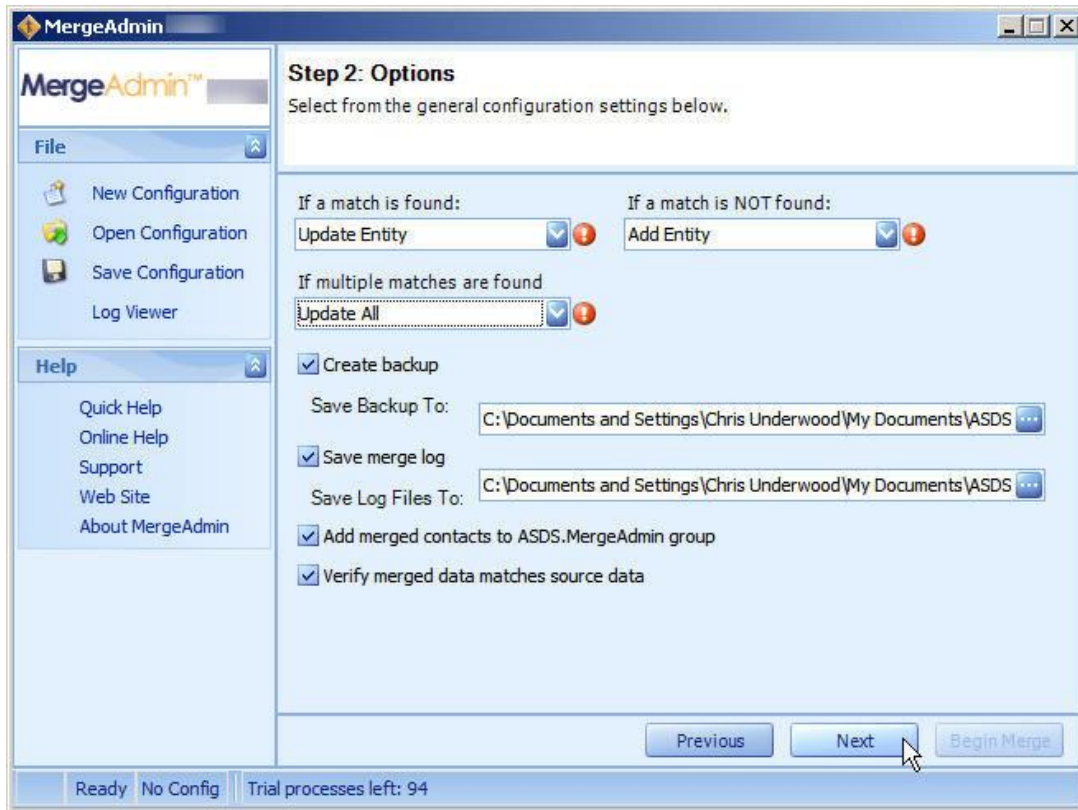 MergeAdmin
MergeAdmin™
File
New Configuration
Open Configuration
Save Configuration
Log Viewer
Help
Quick Help
Online Help
Support
Web Site
About MergeAdmin
Step 2: Options
Select from the general configuration settings below.
If a match is found:
Update Entity
If a match is NOT found:
Add Entity
If multiple matches are found
Update All
Create backup
Save Backup To: C:\Documents and Settings\Chris Underwood\My Documents\ASDS
Save merge log
Save Log Files To: C:\Documents and Settings\Chris Underwood\My Documents\ASDS
Add merged contacts to ASDS.MergeAdmin group
Verify merged data matches source data
Previous Next Begin Merge
Ready No Config Trial processes left: 94